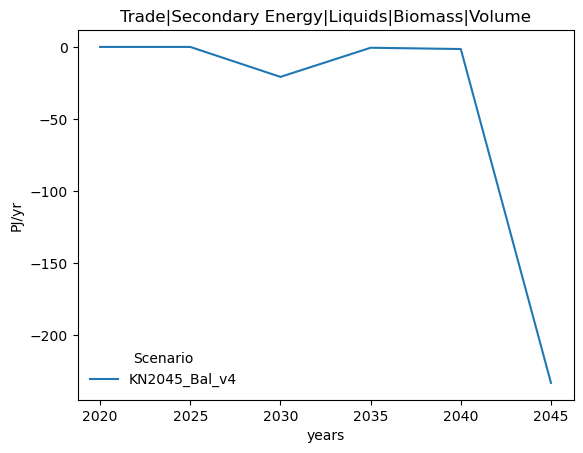 Trade|Secondary Energy|Liquids|Biomass|Volume
0
−50
−100
−150
−200
PJ/yr
Scenario
KN2045_Bal_v4
2020 2025 2030 2035 2040 2045
years